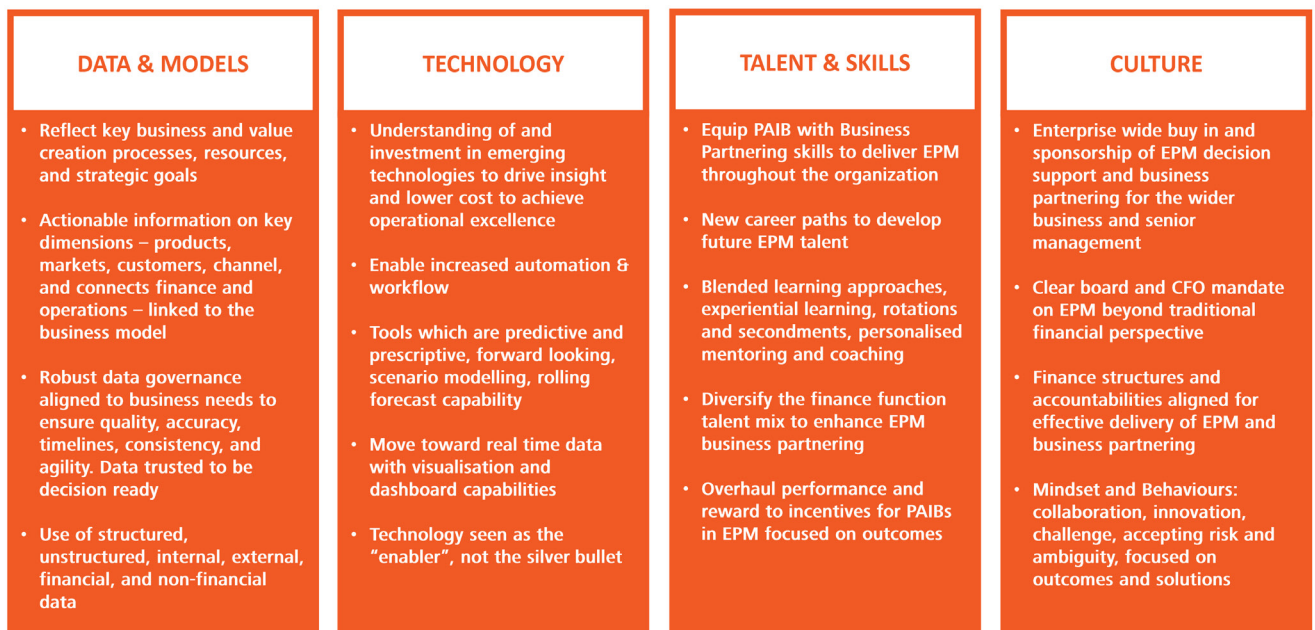 DATA & MODELS
• Reflect key business and value
creation processes, resources,
and strategic goals
• Actionable information on key
dimensions – products,
markets, customers, channel,
and connects finance and
operations – linked to the
business model
• Robust data governance
aligned to business needs to
ensure quality, accuracy,
timelines, consistency, and
agility. Data trusted to be
decision ready
• Use of structured,
unstructured, internal, external,
financial, and non-financial
data
TECHNOLOGY
• Understanding of and
investment in emerging
technologies to drive insight
and lower cost to achieve
operational excellence
• Enable increased automation &
workflow
• Tools which are predictive and
prescriptive, forward looking,
scenario modelling, rolling
forecast capability
• Move toward real time data
with visualisation and
dashboard capabilities
• Technology seen as the
“enabler”, not the silver bullet
TALENT & SKILLS
• Equip PAIB with Business
Partnering skills to deliver EPM
throughout the organization
• New career paths to develop
future EPM talent
• Blended learning approaches,
experiential learning, rotations
and secondments, personalised
mentoring and coaching
• Diversify the finance function
talent mix to enhance EPM
business partnering
• Overhaul performance and
reward to incentives for PAIBs
in EPM focused on outcomes
CULTURE
• Enterprise wide buy in and
sponsorship of EPM decision
support and business
partnering for the wider
business and senior
management
• Clear board and CFO mandate
on EPM beyond traditional
financial perspective
• Finance structures and
accountabilities aligned for
effective delivery of EPM and
business partnering
• Mindset and Behaviours:
collaboration, innovation,
challenge, accepting risk and
ambiguity, focused on
outcomes and solutions